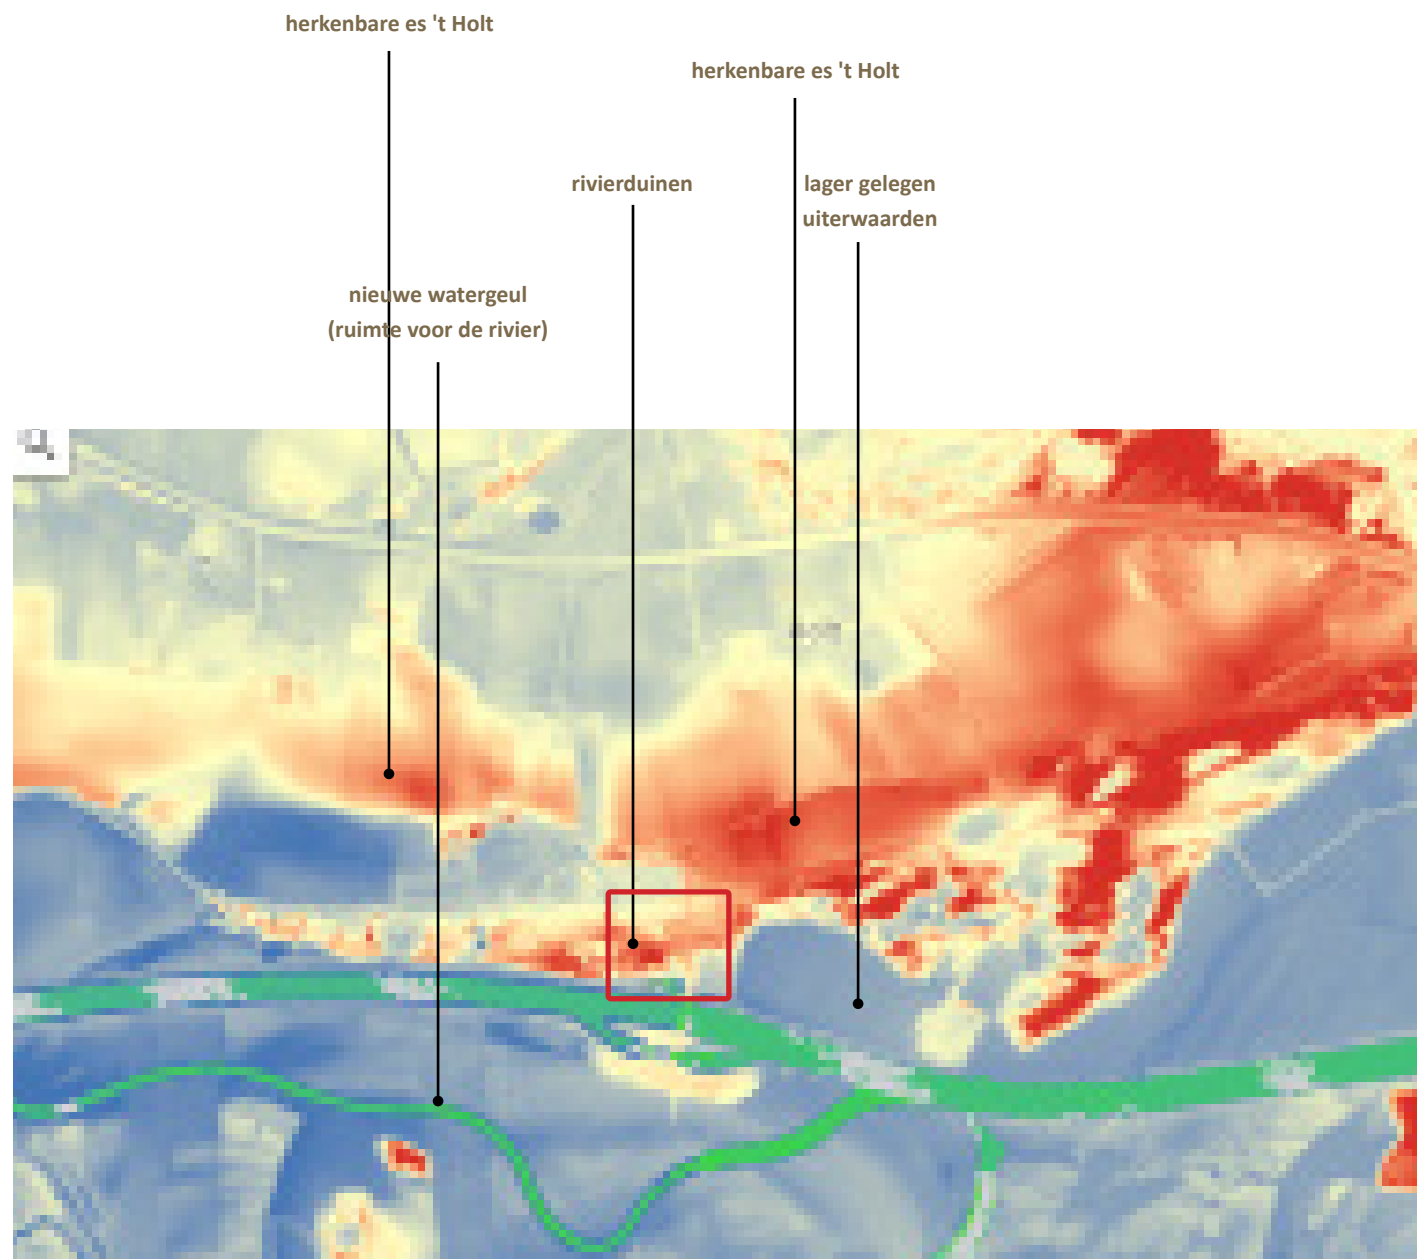 herkenbare es 't Holt
herkenbare es 't Holt
rivierduinen
lager gelegen
uiterwaarden
nieuwe watergeul
(ruimte voor de rivier)